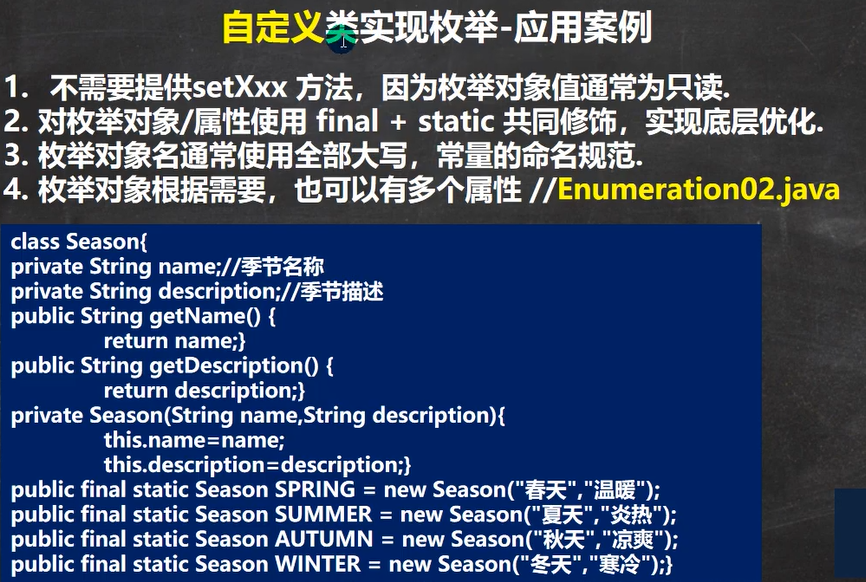 自定义类实现枚举-应用案例
1. 不需要提供setXxx 方法，因为枚举对象值通常为只读.
2. 对枚举对象/属性使用 final + static 共同修饰，实现底层优化.
3. 枚举对象名通常使用全部大写，常量的命名规范.
4. 枚举对象根据需要，也可以有多个属性 //Enumeration02.java
class Season{
private String name;//季节名称
private String description;//季节描述
public String getName() {
return name;}
public String getDescription() {
return description;}
private Season(String name,String description){
this.name=name;
this.description=description;}
public final static Season SPRING = new Season("春天","温暖");
public final static Season SUMMER = new Season("夏天","炎热");
public final static Season AUTUMN = new Season("秋天","凉爽");
public final static Season WINTER = new Season("冬天","寒冷");}